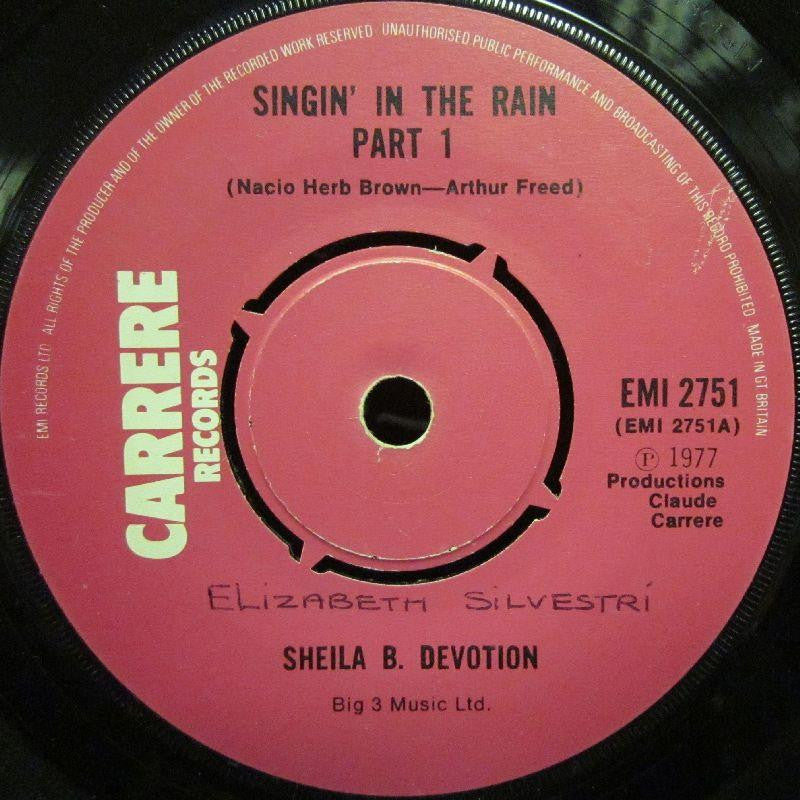 EMI RECORDS LTD ALL RIGHTS OF THE PRODUCER AND OF THE OWNER OF THE RECORDED WORK RESERVED UNAUTHORISED PUBLIC PERFORMANCE AND BROADCASTING OF THIS RECORD PROHIBITED MADE IN GT BRITAIN
SINGIN' IN THE RAIN
PART 1
(Nacio Herb Brown—Arthur Freed)
CARRERE
RECORDS
EMI 2751
(EMI 2751A)
Ⓟ 1977
Productions
Claude
Carrere
ELIZABETH SILVESTRI
SHEILA B. DEVOTION
Big 3 Music Ltd.